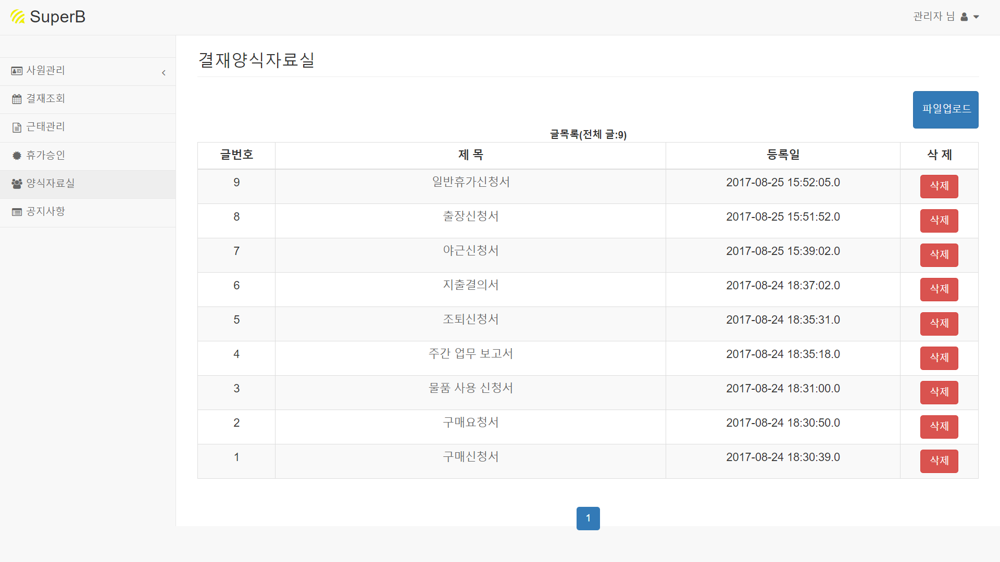 SuperB
관리자 님
사원관리
결재조회
근태관리
휴가승인
양식자료실
공지사항
결재양식자료실
파일업로드
글목록(전체 글:9)
글번호 제 목 등록일 삭 제
9 일반휴가신청서 2017-08-25 15:52:05.0 삭제
8 출장신청서 2017-08-25 15:51:52.0 삭제
7 야근신청서 2017-08-25 15:39:02.0 삭제
6 지출결의서 2017-08-24 18:37:02.0 삭제
5 조퇴신청서 2017-08-24 18:35:31.0 삭제
4 주간 업무 보고서 2017-08-24 18:35:18.0 삭제
3 물품 사용 신청서 2017-08-24 18:31:00.0 삭제
2 구매요청서 2017-08-24 18:30:50.0 삭제
1 구매신청서 2017-08-24 18:30:39.0 삭제
1